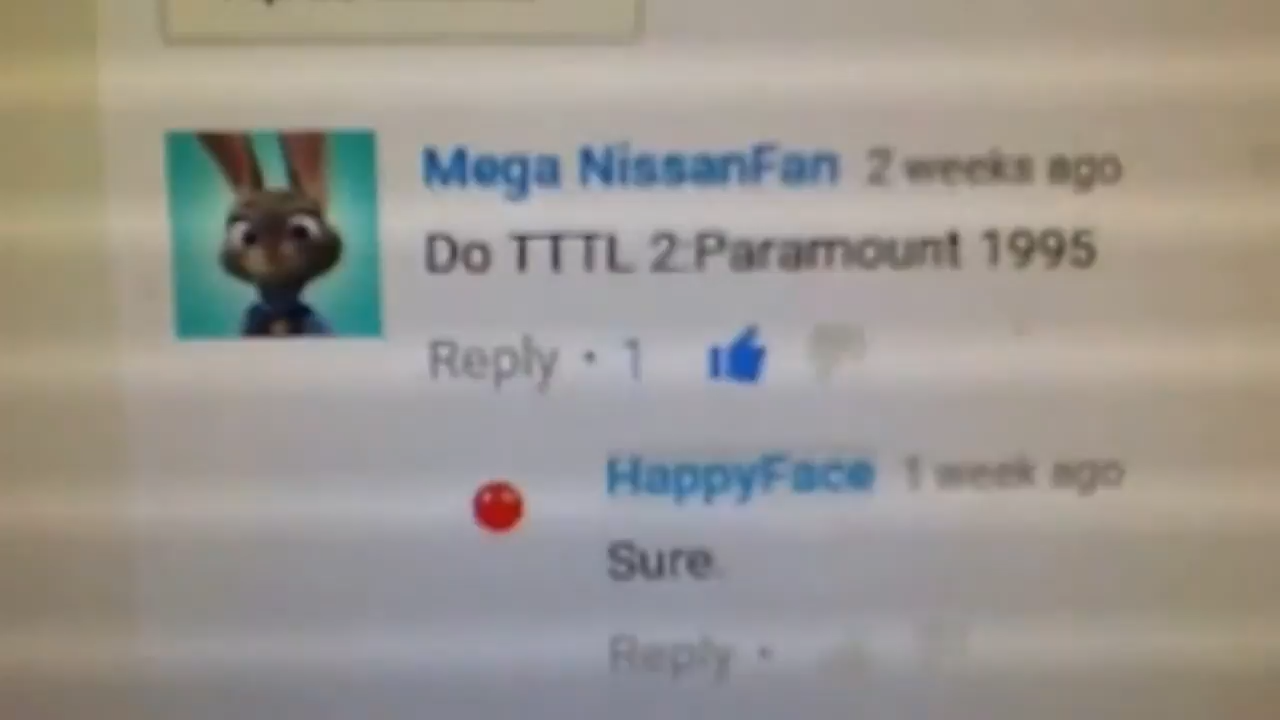 Mega NissanFan 2 weeks ago
Do TTTL 2:Paramount 1995
Reply • 1
HappyFace 1 week ago
Sure.
Reply •